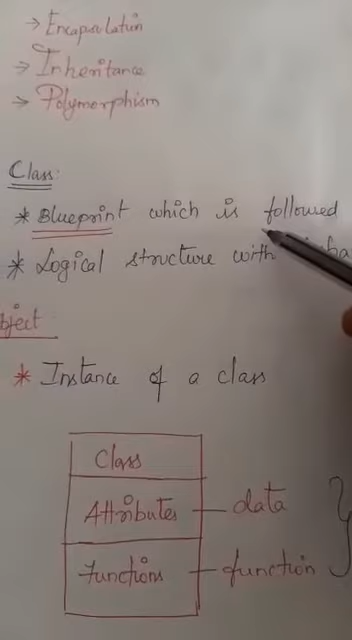 → Encapsulation
→ Inheritance
→ Polymorphism
Class:
* Blueprint which is followed
* Logical structure with
bject
* Instance of a class
Class
Attributes — data
Functions — function